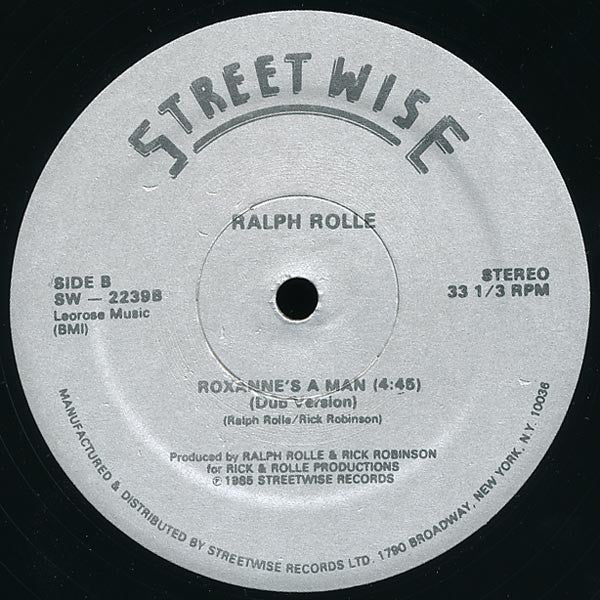 STREETWISE
RALPH ROLLE
SIDE B
SW — 2239B
Leorose Music
(BMI)
STEREO
33 1/3 RPM
ROXANNE'S A MAN (4:45)
(Dub Version)
(Ralph Rolle/Rick Robinson)
Produced by RALPH ROLLE & RICK ROBINSON
for RICK & ROLLE PRODUCTIONS
℗ 1985 STREETWISE RECORDS
MANUFACTURED & DISTRIBUTED BY STREETWISE RECORDS LTD. 1790 BROADWAY, NEW YORK, N.Y. 10036